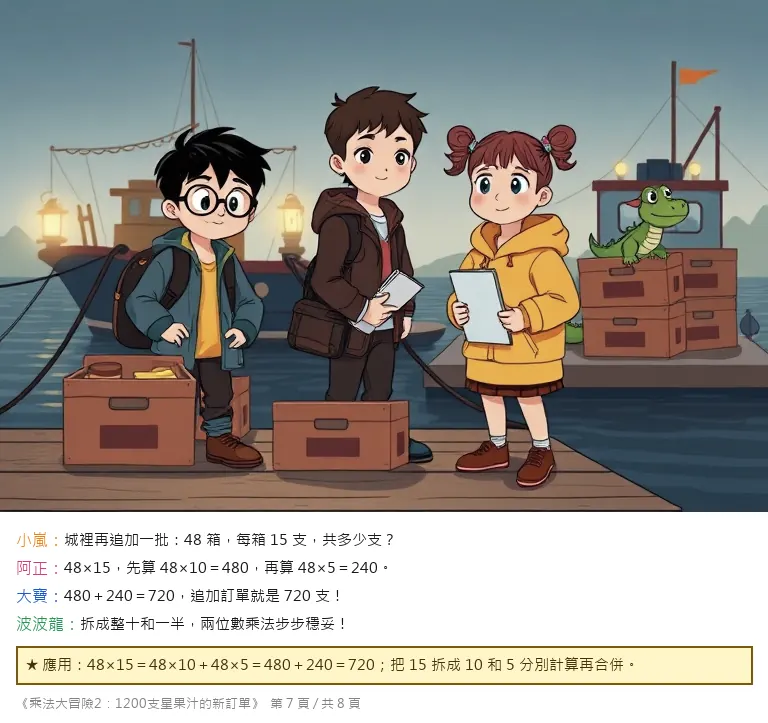 小嵐：城裡再追加一批：48 箱，每箱 15 支，共多少支？
阿正：48×15，先算 48×10＝480，再算 48×5＝240。
大寶：480＋240＝720，追加訂單就是 720 支！
波波龍：拆成整十和一半，兩位數乘法步步穩妥！
★ 應用：48×15＝48×10＋48×5＝480＋240＝720；把 15 拆成 10 和 5 分別計算再合併。
《乘法大冒險2：1200支星果汁的新訂單》 第 7 頁 / 共 8 頁